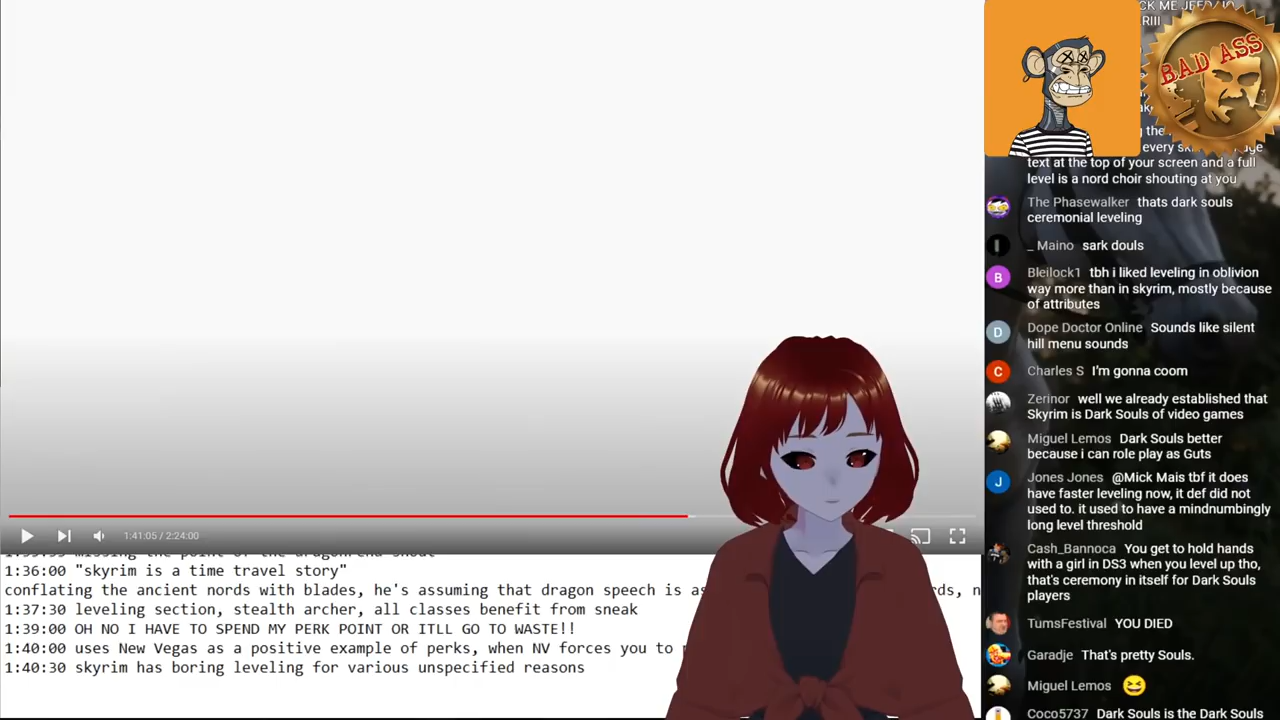 1:41:05 / 2:24:00
1:36:00 "skyrim is a time travel story"
conflating the ancient nords with blades, he's assuming that dragon speech is
1:37:30 leveling section, stealth archer, all classes benefit from sneak
1:39:00 OH NO I HAVE TO SPEND MY PERK POINT OR ITLL GO TO WASTE!!
1:40:00 uses New Vegas as a positive example of perks, when NV forces you to
1:40:30 skyrim has boring leveling for various unspecified reasons
BAD ASS
text at the top of your screen and a full
level is a nord choir shouting at you
The Phasewalker thats dark souls
ceremonial leveling
_ Maino sark douls
Bleilock1 tbh i liked leveling in oblivion
way more than in skyrim, mostly because
of attributes
Dope Doctor Online Sounds like silent
hill menu sounds
Charles S I'm gonna coom
Zerinor well we already established that
Skyrim is Dark Souls of video games
Miguel Lemos Dark Souls better
because i can role play as Guts
Jones Jones @Mick Mais tbf it does
have faster leveling now, it def did not
used to. it used to have a mindnumbingly
long level threshold
Cash_Bannoca You get to hold hands
with a girl in DS3 when you level up tho,
that's ceremony in itself for Dark Souls
players
TumsFestival YOU DIED
Garadje That's pretty Souls.
Miguel Lemos 😆
Coco5737 Dark Souls is the Dark Souls